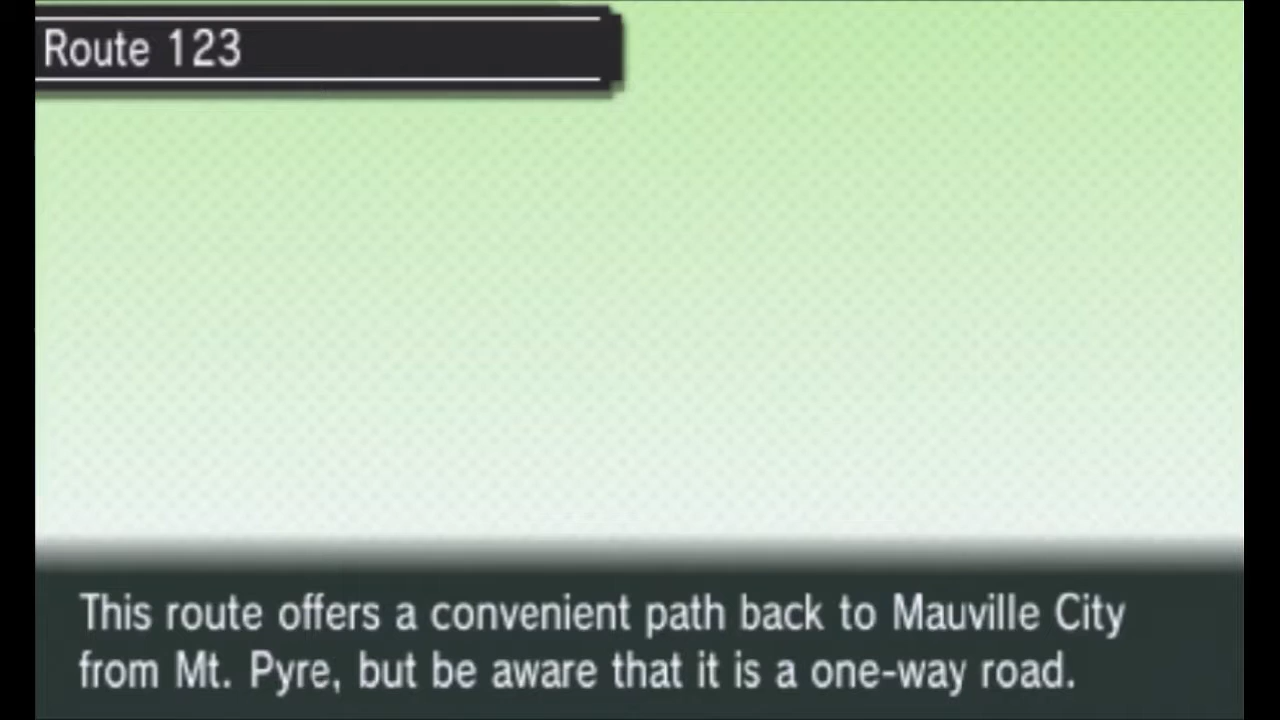 Route 123
This route offers a convenient path back to Mauville City
from Mt. Pyre, but be aware that it is a one-way road.